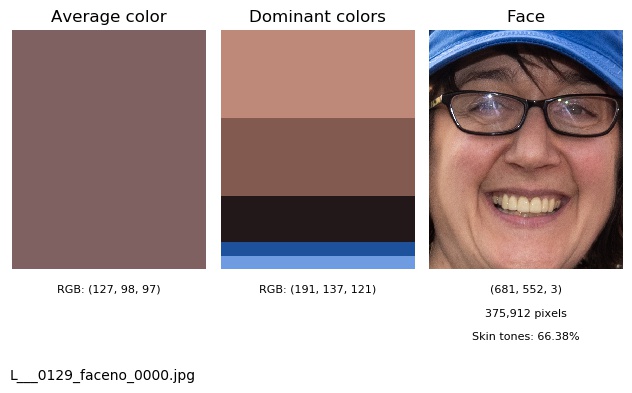 Average color
Dominant colors
Face
RGB: (127, 98, 97)
RGB: (191, 137, 121)
(681, 552, 3)
375,912 pixels
Skin tones: 66.38%
L___0129_faceno_0000.jpg